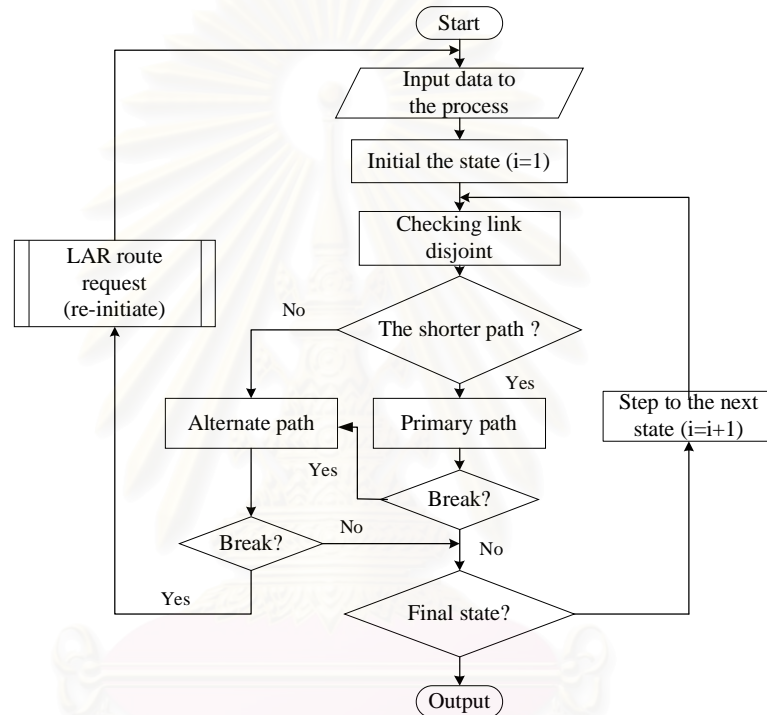 Start
Input data to
the process
Initial the state (i=1)
Checking link
disjoint
LAR route
request
(re-initiate)
No
The shorter path ?
Yes
Step to the next
state (i=i+1)
Alternate path
Primary path
Yes
Break?
No
Break?
No
Yes
Final state?
Output